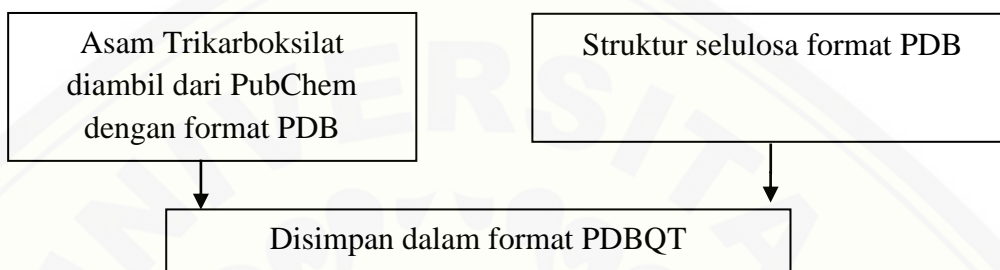 Asam Trikarboksilat
diambil dari PubChem
dengan format PDB
Struktur selulosa format PDB
Disimpan dalam format PDBQT